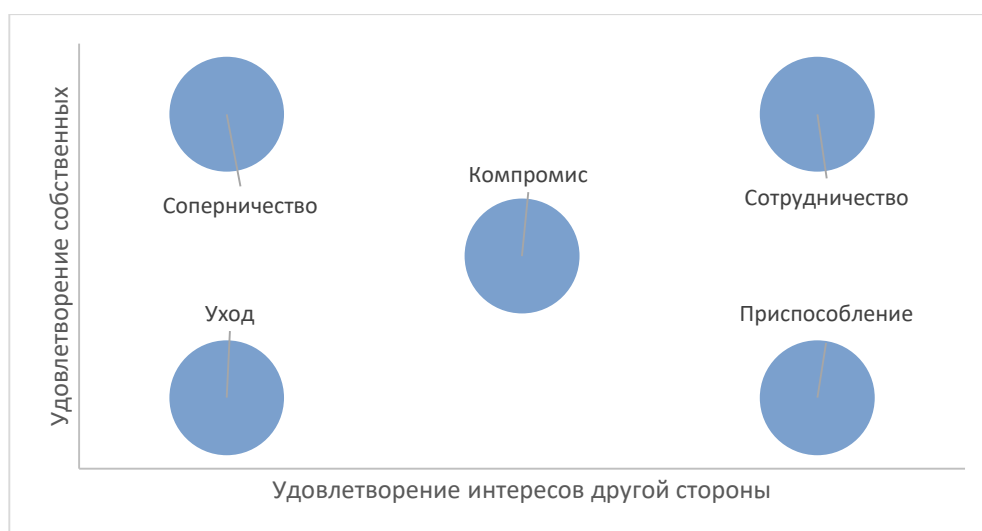 Удовлетворение собственных
Соперничество
Компромис
Сотрудничество
Уход
Приспособление
Удовлетворение интересов другой стороны